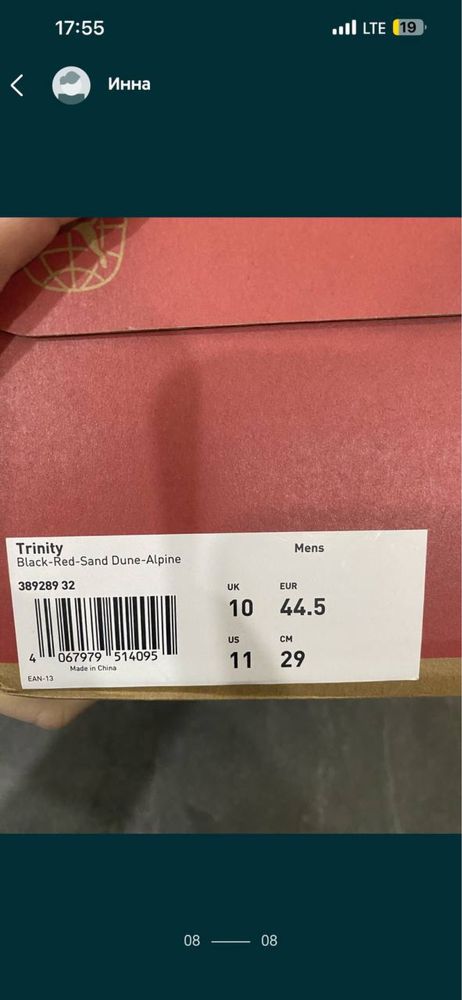 17:55
LTE 19
Инна
Trinity
Black-Red-Sand Dune-Alpine
Mens
389289 32
UK EUR
10 44.5
US CM
11 29
4 067979 514095
Made in China
EAN-13
08 08